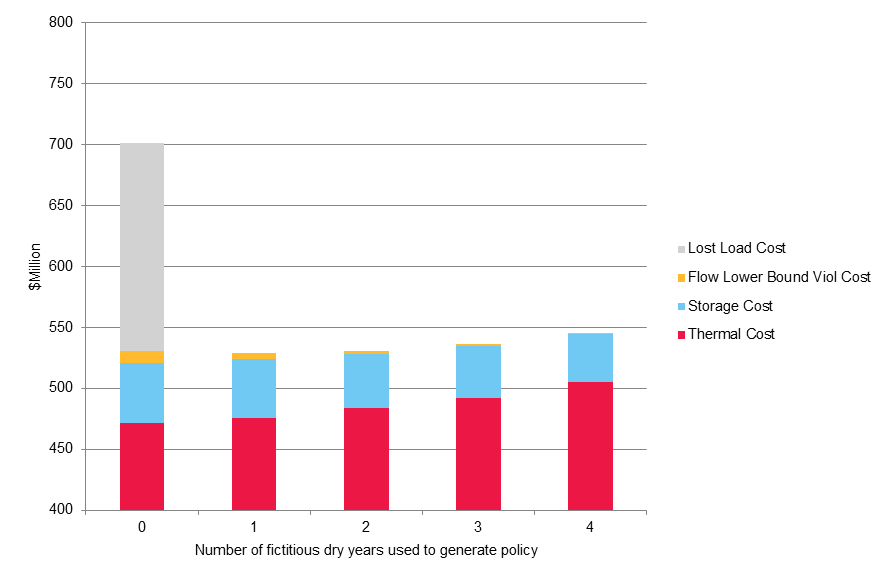 800
750
700
650
600
550
500
450
400
$Million
0 1 2 3 4
Number of fictitious dry years used to generate policy
Lost Load Cost
Flow Lower Bound Viol Cost
Storage Cost
Thermal Cost